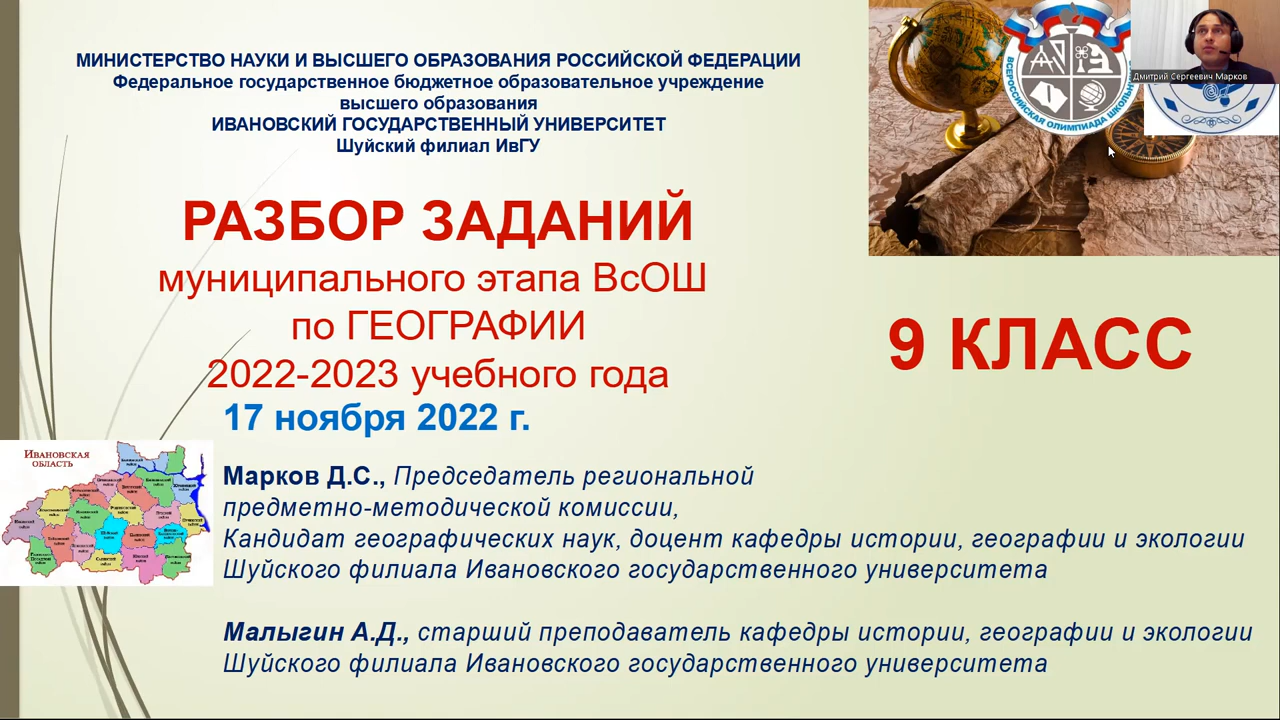 МИНИСТЕРСТВО НАУКИ И ВЫСШЕГО ОБРАЗОВАНИЯ РОССИЙСКОЙ ФЕДЕРАЦИИ
Федеральное государственное бюджетное образовательное учреждение
высшего образования
ИВАНОВСКИЙ ГОСУДАРСТВЕННЫЙ УНИВЕРСИТЕТ
Шуйский филиал ИвГУ
ВСЕРОССИЙСКАЯ ОЛИМПИАДА
Дмитрий Сергеевич Марков
РАЗБОР ЗАДАНИЙ
муниципального этапа ВсОШ
по ГЕОГРАФИИ
2022-2023 учебного года
17 ноября 2022 г.
9 КЛАСС
ИВАНОВСКАЯ
ОБЛАСТЬ
Марков Д.С., Председатель региональной
предметно-методической комиссии,
Кандидат географических наук, доцент кафедры истории, географии и экологии
Шуйского филиала Ивановского государственного университета
Малыгин А.Д., старший преподаватель кафедры истории, географии и экологии
Шуйского филиала Ивановского государственного университета